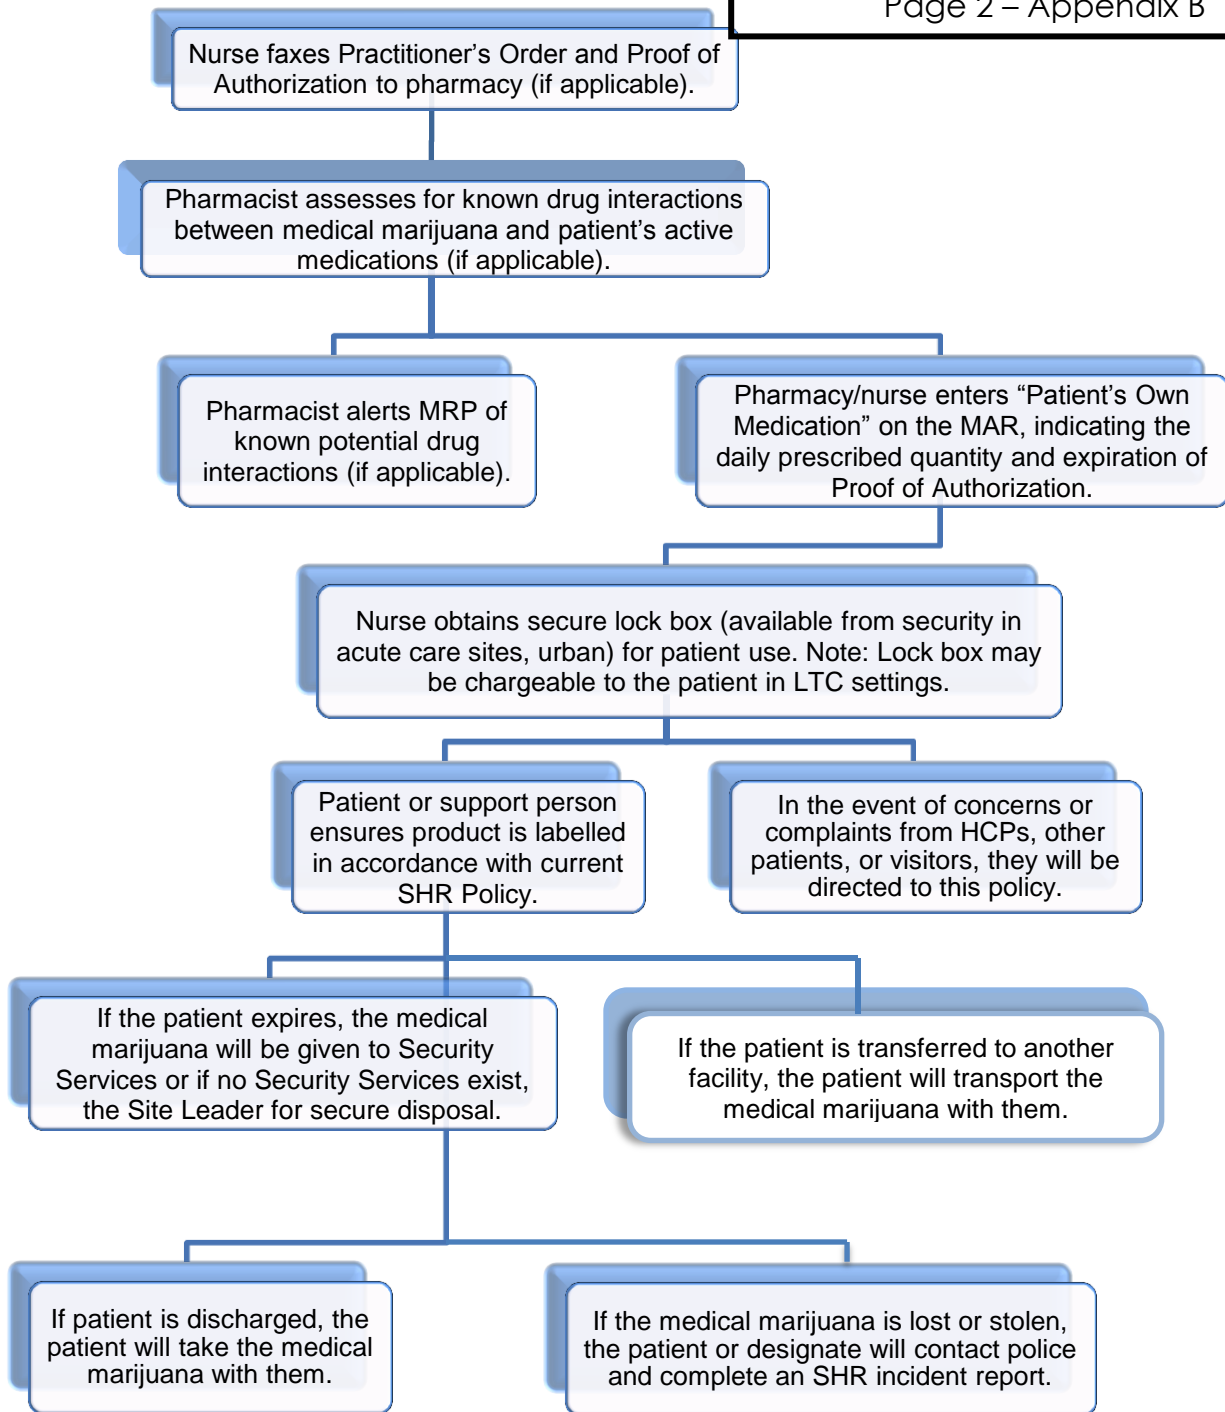 Page 2 – Appendix B
Nurse faxes Practitioner’s Order and Proof of
Authorization to pharmacy (if applicable).
Pharmacist assesses for known drug interactions
between medical marijuana and patient’s active
medications (if applicable).
Pharmacist alerts MRP of
known potential drug
interactions (if applicable).
Pharmacy/nurse enters “Patient’s Own
Medication” on the MAR, indicating the
daily prescribed quantity and expiration of
Proof of Authorization.
Nurse obtains secure lock box (available from security in
acute care sites, urban) for patient use. Note: Lock box may
be chargeable to the patient in LTC settings.
Patient or support person
ensures product is labelled
in accordance with current
SHR Policy.
In the event of concerns or
complaints from HCPs, other
patients, or visitors, they will be
directed to this policy.
If the patient expires, the medical
marijuana will be given to Security
Services or if no Security Services exist,
the Site Leader for secure disposal.
If the patient is transferred to another
facility, the patient will transport the
medical marijuana with them.
If patient is discharged, the
patient will take the medical
marijuana with them.
If the medical marijuana is lost or stolen,
the patient or designate will contact police
and complete an SHR incident report.